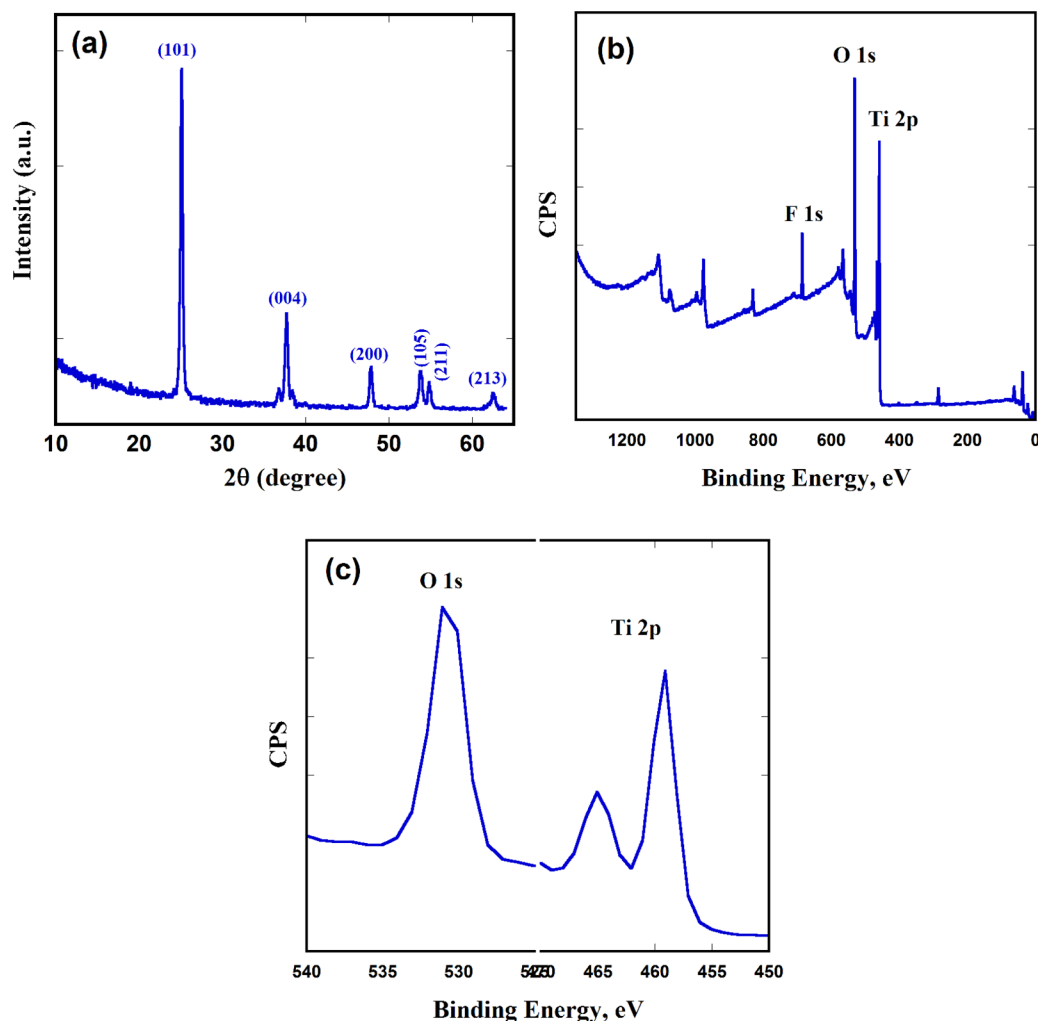 (a)
(101)
(004)
(200)
(105)
(211)
(213)
Intensity (a.u.)
10 20 30 40 50 60
2θ (degree)
(b)
O 1s
Ti 2p
F 1s
CPS
1200 1000 800 600 400 200 0
Binding Energy, eV
(c)
O 1s
Ti 2p
CPS
540 535 530 525 470 465 460 455 450
Binding Energy, eV